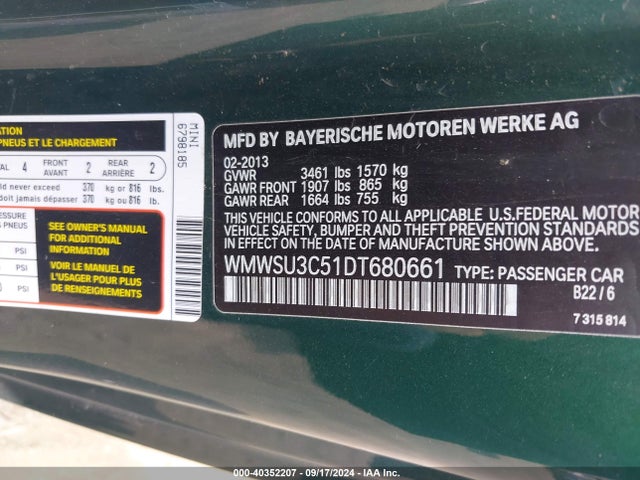 ATION
PNEUS ET LE CHARGEMENT
AL 4 FRONT AVANT 2 REAR ARRIÈRE 2
ld never exceed 370 kg or 816 lbs.
doit jamais dépasser 370 kg ou 816 lb.
RESSURE
S PNEUS
PSI
PSI
PSI
SEE OWNER'S MANUAL
FOR ADDITIONAL
INFORMATION
VOIR LE MANUEL DE
L'USAGER POUR PLUS
DE RENSEIGNEMENTS
MINI
6798185
MFD BY BAYERISCHE MOTOREN WERKE AG
02-2013
GVWR 3461 lbs 1570 kg
GAWR FRONT 1907 lbs 865 kg
GAWR REAR 1664 lbs 755 kg
THIS VEHICLE CONFORMS TO ALL APPLICABLE U.S.FEDERAL MOTOR
VEHICLE SAFETY, BUMPER, AND THEFT PREVENTION STANDARDS
IN EFFECT ON THE DATE OF MANUFACTURE SHOWN ABOVE.
WMWSU3C51DT680661 TYPE: PASSENGER CAR
B22 / 6
7 315 814
000-40352207 - 09/17/2024 - IAAI.COM